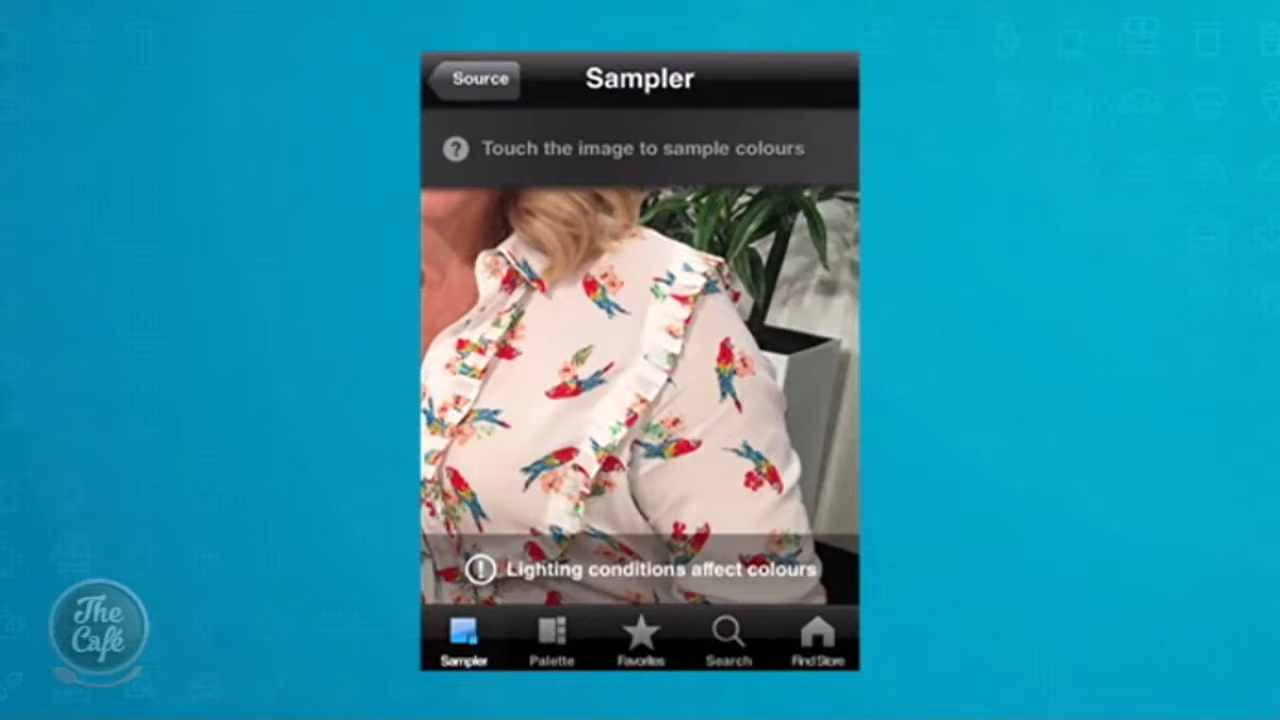 Source
Sampler
Touch the image to sample colours
Lighting conditions affect colours
Sampler
Palette
Favorites
Search
Find Store
The
Café